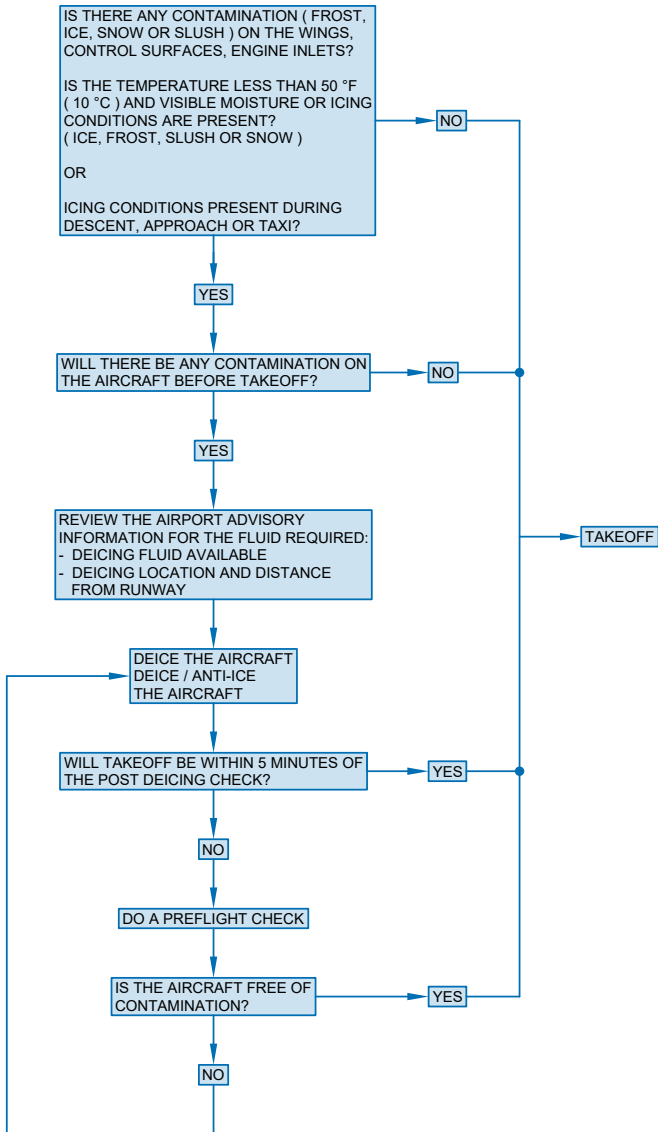 IS THERE ANY CONTAMINATION ( FROST,
ICE, SNOW OR SLUSH ) ON THE WINGS,
CONTROL SURFACES, ENGINE INLETS?
IS THE TEMPERATURE LESS THAN 50 °F
( 10 °C ) AND VISIBLE MOISTURE OR ICING
CONDITIONS ARE PRESENT?
( ICE, FROST, SLUSH OR SNOW )
OR
ICING CONDITIONS PRESENT DURING
DESCENT, APPROACH OR TAXI?
NO
YES
WILL THERE BE ANY CONTAMINATION ON
THE AIRCRAFT BEFORE TAKEOFF?
NO
YES
REVIEW THE AIRPORT ADVISORY
INFORMATION FOR THE FLUID REQUIRED:
- DEICING FLUID AVAILABLE
- DEICING LOCATION AND DISTANCE
FROM RUNWAY
TAKEOFF
DEICE THE AIRCRAFT
DEICE / ANTI-ICE
THE AIRCRAFT
WILL TAKEOFF BE WITHIN 5 MINUTES OF
THE POST DEICING CHECK?
YES
NO
DO A PREFLIGHT CHECK
IS THE AIRCRAFT FREE OF
CONTAMINATION?
YES
NO